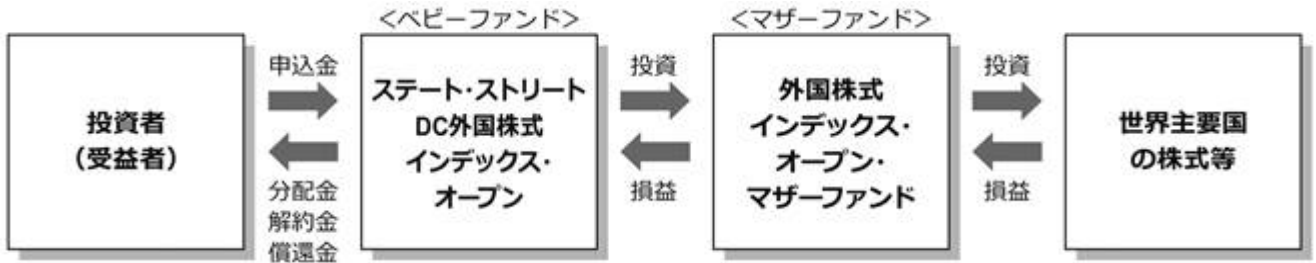 <ベビーファンド>
<マザーファンド>
投資者
(受益者)
申込金
分配金
解約金
償還金
ステート・ストリート
DC外国株式
インデックス・
オープン
投資
損益
外国株式
インデックス・
オープン・
マザーファンド
投資
損益
世界主要国
の株式等